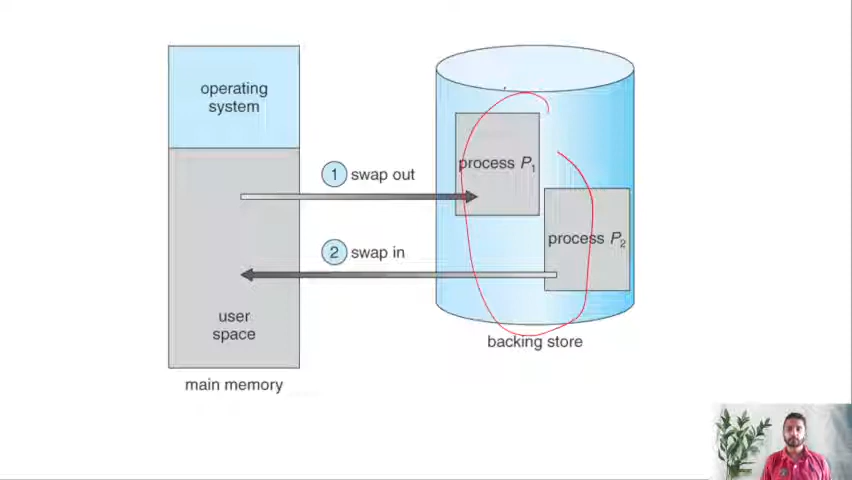 operating
system
process P1
1 swap out
process P2
2 swap in
user
space
backing store
main memory